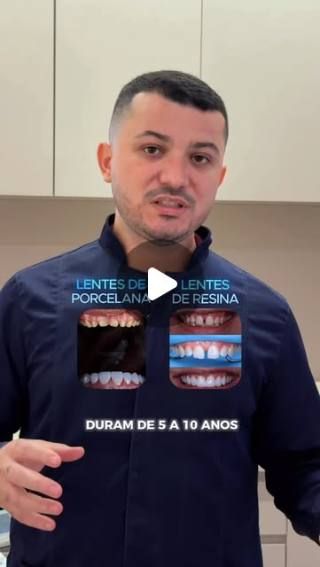 LENTES DE
PORCELANA
LENTES
DE RESINA
DURAM DE 5 A 10 ANOS